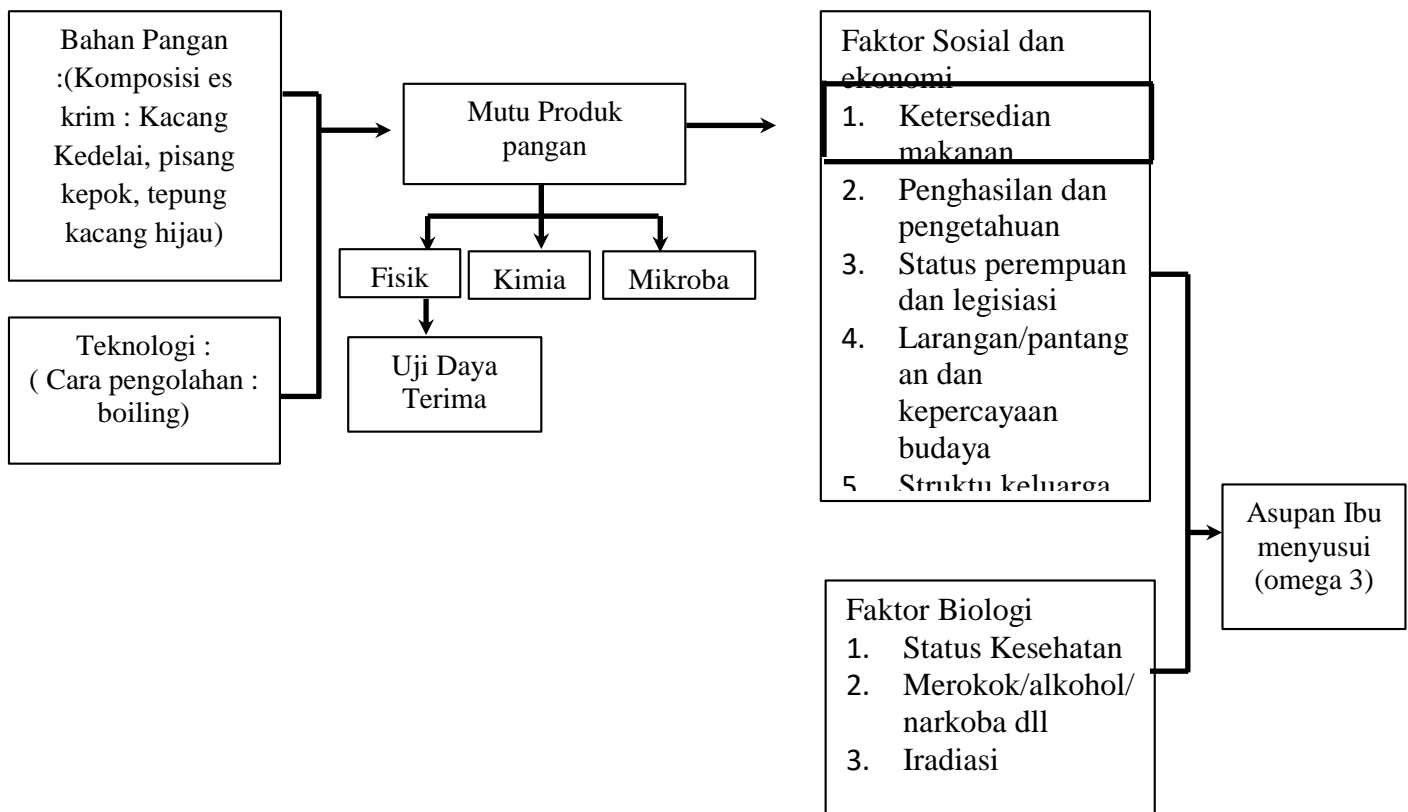 Bahan Pangan
:(Komposisi es
krim : Kacang
Kedelai, pisang
kepok, tepung
kacang hijau)
Teknologi :
( Cara pengolahan :
boiling)
Mutu Produk
pangan
Fisik
Kimia
Mikroba
Uji Daya
Terima
Faktor Sosial dan
ekonomi
1. Ketersedian
makanan
2. Penghasilan dan
pengetahuan
3. Status perempuan
dan legisiasi
4. Larangan/pantang
an dan
kepercayaan
budaya
5. Struktu keluarga
Faktor Biologi
1. Status Kesehatan
2. Merokok/alkohol/
narkoba dll
3. Iradiasi
Asupan Ibu
menyusui
(omega 3)